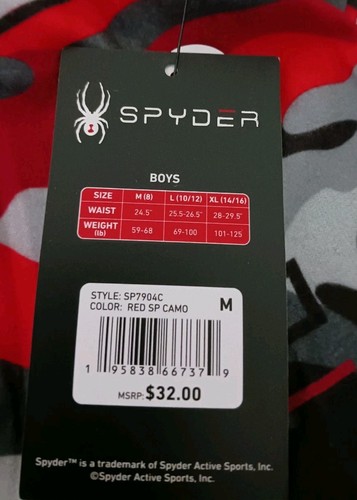 SPYDER
BOYS
SIZE M (8) L (10/12) XL (14/16)
WAIST 24.5" 25.5-26.5" 28-29.5"
WEIGHT (lb) 59-68 69-100 101-125
STYLE: SP7904C
COLOR: RED SP CAMO
M
1 95838 66737 9
MSRP: $32.00
Spyder™ is a trademark of Spyder Active Sports, Inc.
©Spyder Active Sports, Inc.